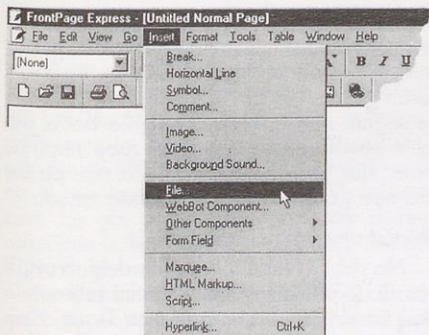 FrontPage Express - [Untitled Normal Page]
File Edit View Go Insert Format Tools Table Window Help
(None)
B I U
Break...
Horizontal Line
Symbol...
Comment...
Image...
Video...
Background Sound...
File...
WebBot Component...
Other Components
Form Field
Marquee...
HTML Markup...
Script...
Hyperlink... Ctrl+K